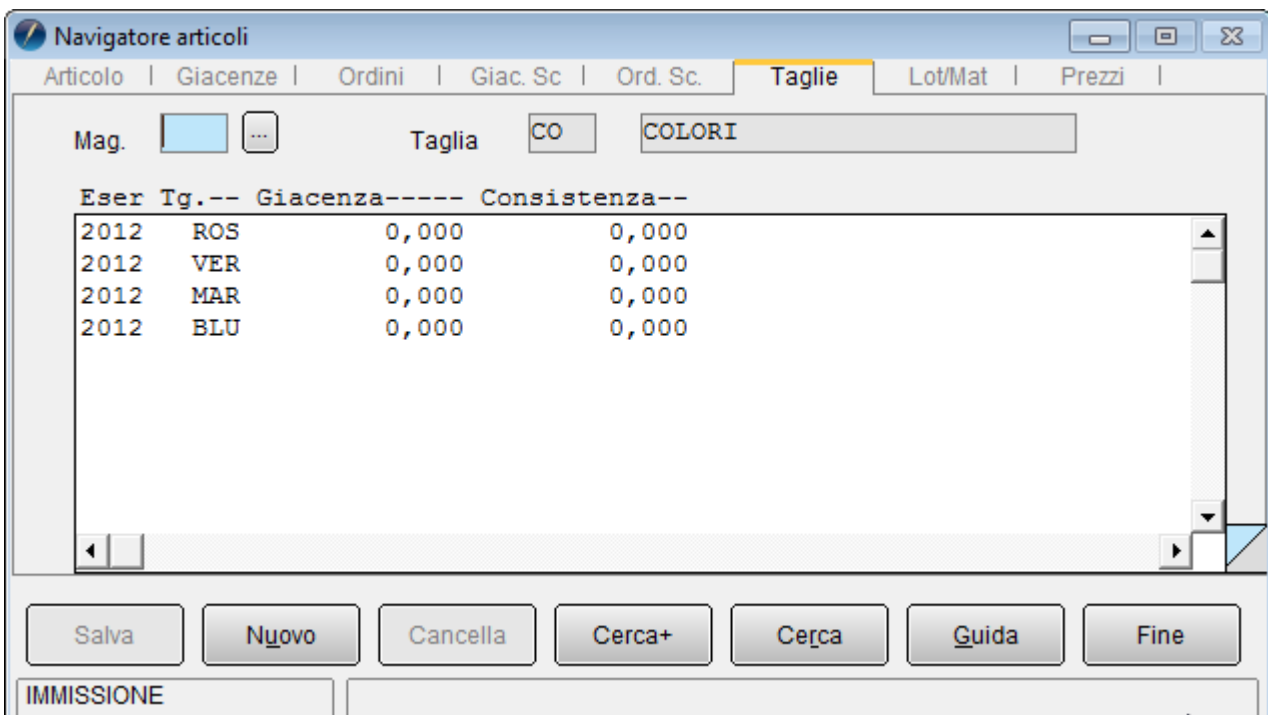 Navigatore articoli
Articolo | Giacenze | Ordini | Giac. Sc | Ord. Sc. Taglie Lot/Mat | Prezzi |
Mag. ... Taglia CO COLORI
Eser Tg.-- Giacenza----- Consistenza--
2012 ROS 0,000 0,000
2012 VER 0,000 0,000
2012 MAR 0,000 0,000
2012 BLU 0,000 0,000
Salva Nuovo Cancella Cerca+ Cerca Guida Fine
IMMISSIONE